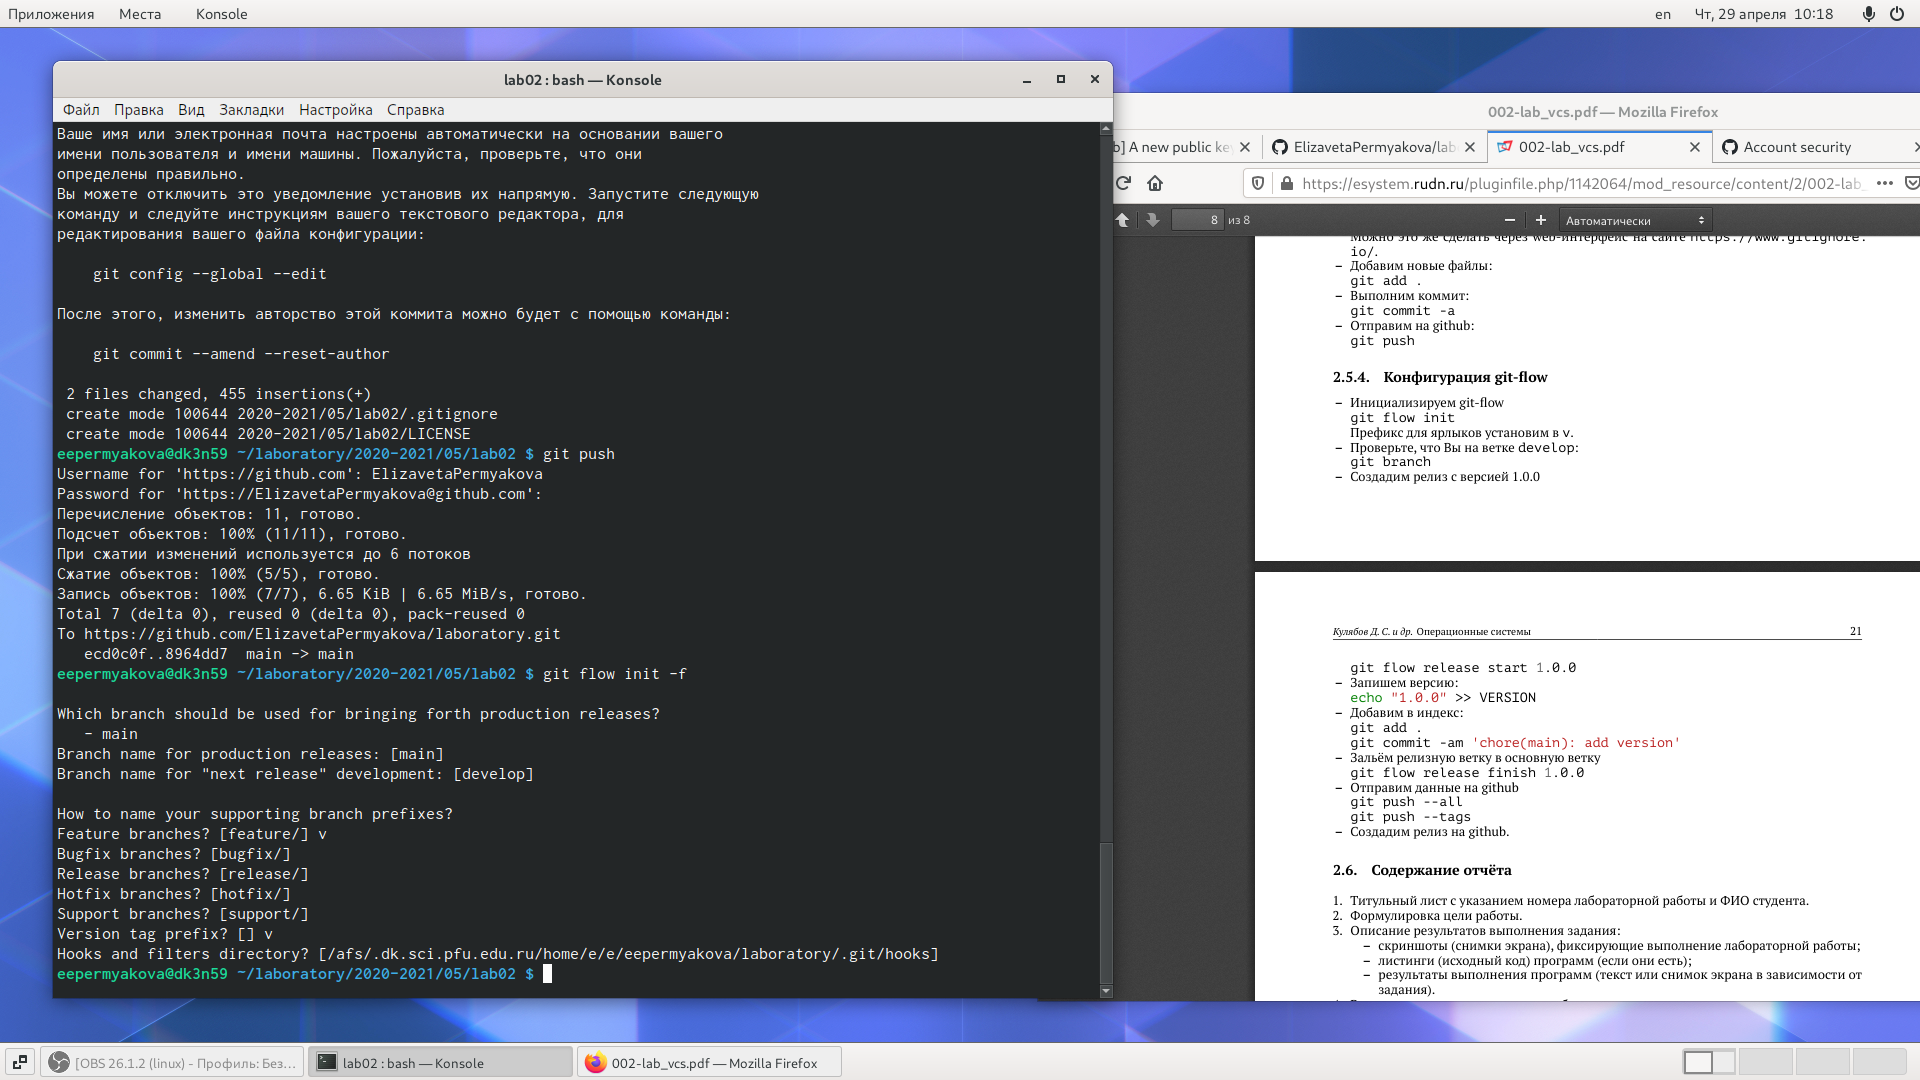 Приложения Места Konsole en Чт, 29 апреля 10:18
lab02 : bash — Konsole
Файл Правка Вид Закладки Настройка Справка
Ваше имя или электронная почта настроены автоматически на основании вашего
имени пользователя и имени машины. Пожалуйста, проверьте, что они
определены правильно.
Вы можете отключить это уведомление установив их напрямую. Запустите следующую
команду и следуйте инструкциям вашего текстового редактора, для
редактирования вашего файла конфигурации:
git config --global --edit
После этого, изменить авторство этой коммита можно будет с помощью команды:
git commit --amend --reset-author
2 files changed, 455 insertions(+)
create mode 100644 2020-2021/05/lab02/.gitignore
create mode 100644 2020-2021/05/lab02/LICENSE
eepermyakova@dk3n59 ~/laboratory/2020-2021/05/lab02 $ git push
Username for 'https://github.com': ElizavetaPermyakova
Password for 'https://ElizavetaPermyakova@github.com':
Перечисление объектов: 11, готово.
Подсчет объектов: 100% (11/11), готово.
При сжатии изменений используется до 6 потоков
Сжатие объектов: 100% (5/5), готово.
Запись объектов: 100% (7/7), 6.65 KiB | 6.65 MiB/s, готово.
Total 7 (delta 0), reused 0 (delta 0), pack-reused 0
To https://github.com/ElizavetaPermyakova/laboratory.git
ecd0c0f..8964dd7 main -> main
eepermyakova@dk3n59 ~/laboratory/2020-2021/05/lab02 $ git flow init -f
Which branch should be used for bringing forth production releases?
- main
Branch name for production releases: [main]
Branch name for "next release" development: [develop]
How to name your supporting branch prefixes?
Feature branches? [feature/] v
Bugfix branches? [bugfix/]
Release branches? [release/]
Hotfix branches? [hotfix/]
Support branches? [support/]
Version tag prefix? [] v
Hooks and filters directory? [/afs/.dk.sci.pfu.edu.ru/home/e/e/eepermyakova/laboratory/.git/hooks]
eepermyakova@dk3n59 ~/laboratory/2020-2021/05/lab02 $
002-lab_vcs.pdf — Mozilla Firefox
] A new public ke ElizavetaPermyakova/lab 002-lab_vcs.pdf Account security
https://esystem.rudn.ru/pluginfile.php/1142064/mod_resource/content/2/002-lab_
8 из 8 Автоматически
Можно это же сделать через web-интерфейс на сайте https://www.gitignore.
io/.
– Добавим новые файлы:
git add .
– Выполним коммит:
git commit -a
– Отправим на github:
git push
2.5.4. Конфигурация git-flow
– Инициализируем git-flow
git flow init
Префикс для ярлыков установим в v.
– Проверьте, что Вы на ветке develop:
git branch
– Создадим релиз с версией 1.0.0
Кулябов Д. С. и др. Операционные системы 21
git flow release start 1.0.0
– Запишем версию:
echo "1.0.0" >> VERSION
– Добавим в индекс:
git add .
git commit -am 'chore(main): add version'
– Зальём релизную ветку в основную ветку
git flow release finish 1.0.0
– Отправим данные на github
git push --all
git push --tags
– Создадим релиз на github.
2.6. Содержание отчёта
1. Титульный лист с указанием номера лабораторной работы и ФИО студента.
2. Формулировка цели работы.
3. Описание результатов выполнения задания:
– скриншоты (снимки экрана), фиксирующие выполнение лабораторной работы;
– листинги (исходный код) программ (если они есть);
– результаты выполнения программ (текст или снимок экрана в зависимости от
задания).
[OBS 26.1.2 (linux) - Профиль: Без... lab02 : bash — Konsole 002-lab_vcs.pdf — Mozilla Firefox